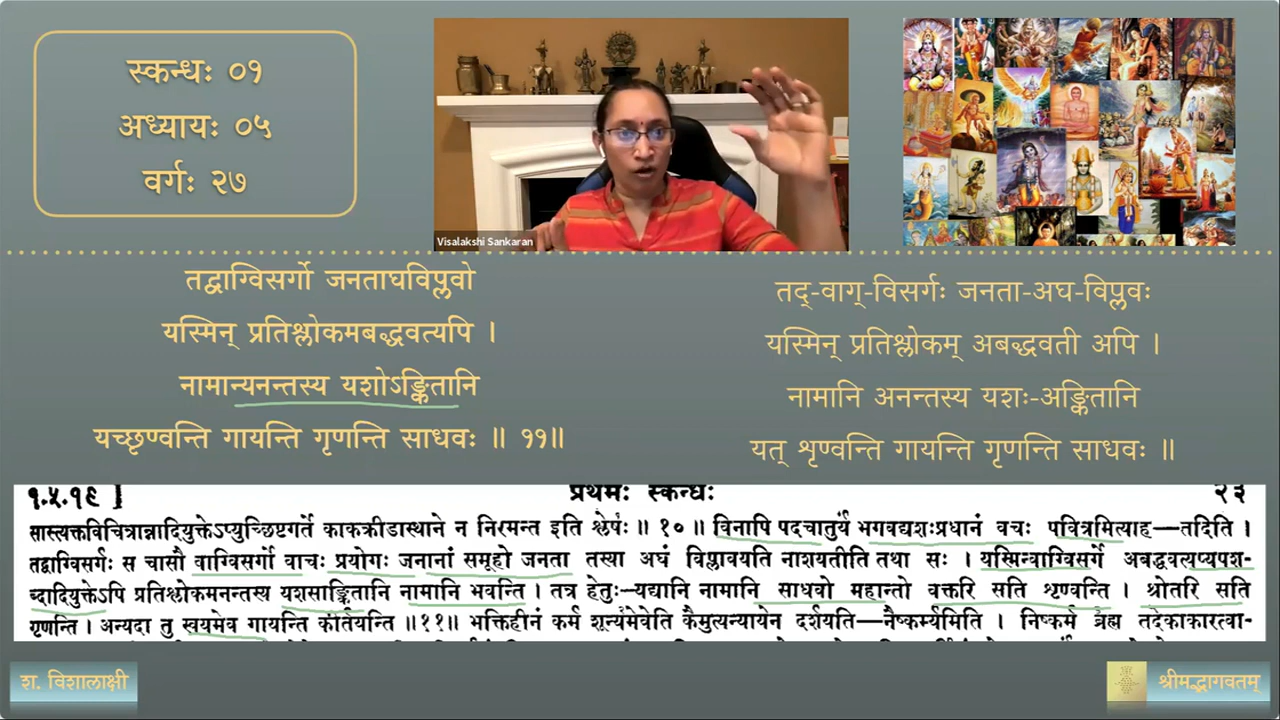 स्कन्धः ०१
अध्यायः ०५
वर्गः २७
Visalakshi Sankaran
तद्वाग्विसर्गो जनताघविप्लवो
यस्मिन् प्रतिश्लोकमबद्धवत्यपि ।
नामान्यनन्तस्य यशोऽङ्कितानि
यच्छृण्वन्ति गायन्ति गृणन्ति साधवः ॥ ११॥
तद्-वाग्-विसर्गः जनता-अघ-विप्लवः
यस्मिन् प्रतिश्लोकम् अबद्धवती अपि ।
नामानि अनन्तस्य यशः-अङ्कितानि
यत् शृण्वन्ति गायन्ति गृणन्ति साधवः ॥
१.५.१९ ] प्रथमः स्कन्धः २३
सास्त्यक्तविचित्रान्नादियुक्तेऽप्युच्छिष्टगर्ते काकक्रीडास्थाने न निरमन्त इति श्लेषः ॥ १० ॥ विनापि पदचातुर्यं भगवद्यशःप्रधानं वचः पवित्रमित्याह—तदिति ।
तद्वाग्विसर्गः स चासौ वाग्विसर्गो वाचः प्रयोगः जनानां समूहो जनता तस्या अघं विप्लावयति नाशयतीति तथा सः । यस्मिन्वाग्विसर्गे अबद्धवत्यप्यपश-
ब्दादियुक्तेऽपि प्रतिश्लोकमनन्तस्य यशसाङ्कितानि नामानि भवन्ति । तत्र हेतुः—यद्यानि नामानि साधवो महान्तो वक्तरि सति शृण्वन्ति । श्रोतरि सति
गृणन्ति । अन्यदा तु स्वयमेव गायन्ति कीर्तयन्ति ॥११॥ भक्तिहीनं कर्म शून्यमेवेति कैमुत्यन्यायेन दर्शयति—नैष्कर्म्यमिति । निष्कर्म ब्रह्म तदेकाकारत्वा-
श. विशालाक्षी
श्रीमद्भागवतम्